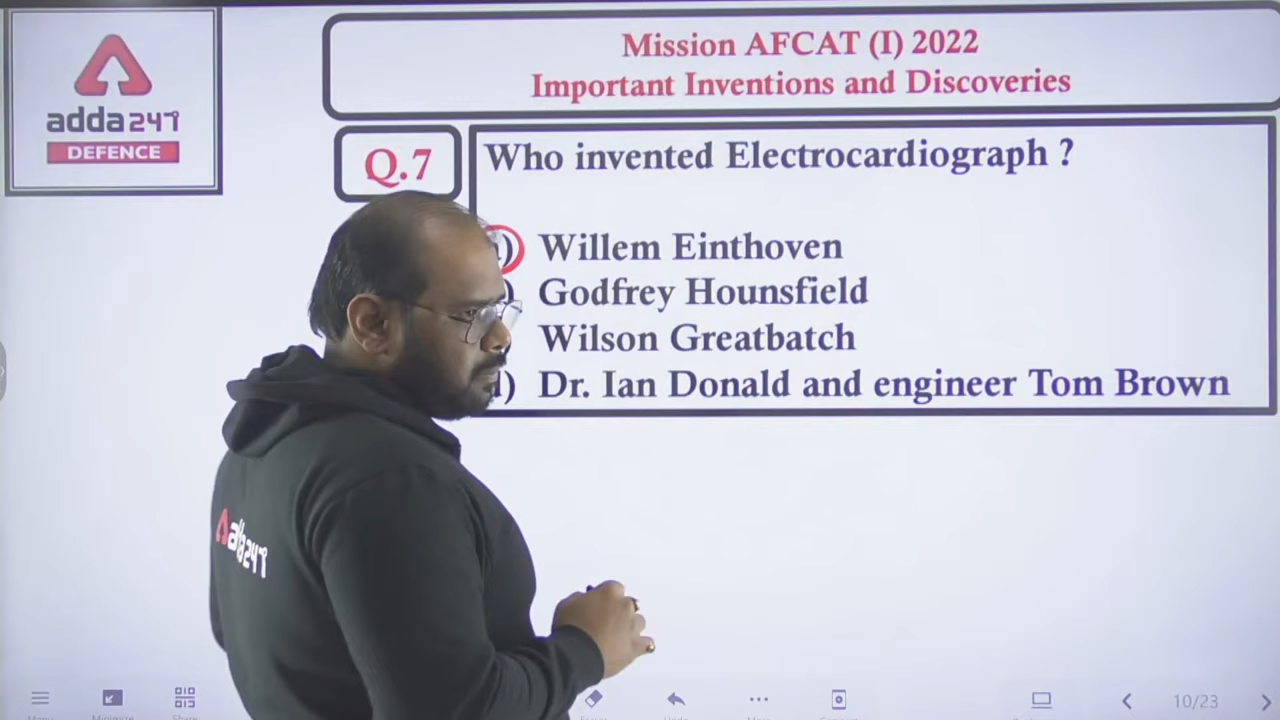 Mission AFCAT (I) 2022
Important Inventions and Discoveries
adda247
DEFENCE
Q.7
Who invented Electrocardiograph ?
Willem Einthoven
Godfrey Hounsfield
Wilson Greatbatch
d) Dr. Ian Donald and engineer Tom Brown
adda247
10/23